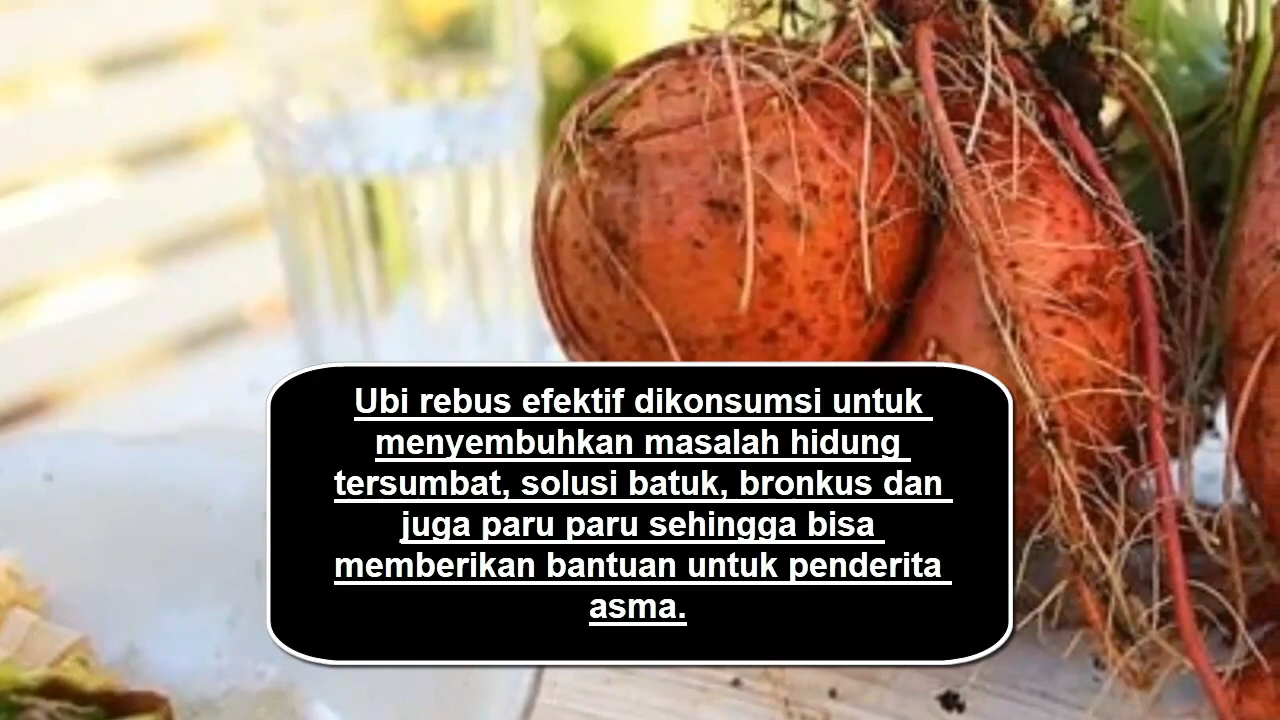 Ubi rebus efektif dikonsumsi untuk
menyembuhkan masalah hidung
tersumbat, solusi batuk, bronkus dan
juga paru paru sehingga bisa
memberikan bantuan untuk penderita
asma.